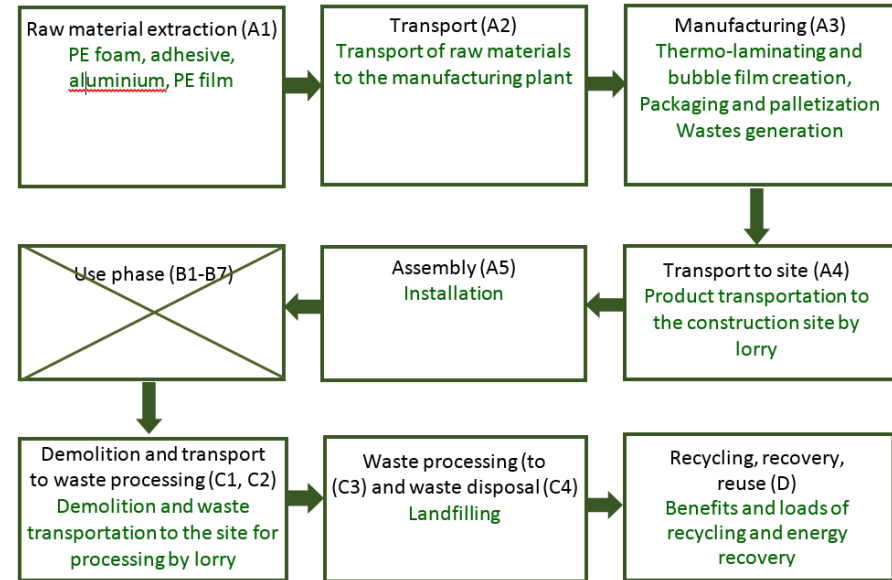 Raw material extraction (A1)
PE foam, adhesive,
aluminium, PE film
Transport (A2)
Transport of raw materials
to the manufacturing plant
Manufacturing (A3)
Thermo-laminating and
bubble film creation,
Packaging and palletization
Wastes generation
Use phase (B1-B7)
Assembly (A5)
Installation
Transport to site (A4)
Product transportation to
the construction site by
lorry
Demolition and transport
to waste processing (C1, C2)
Demolition and waste
transportation to the site for
processing by lorry
Waste processing (to
(C3) and waste disposal (C4)
Landfilling
Recycling, recovery,
reuse (D)
Benefits and loads of
recycling and energy
recovery